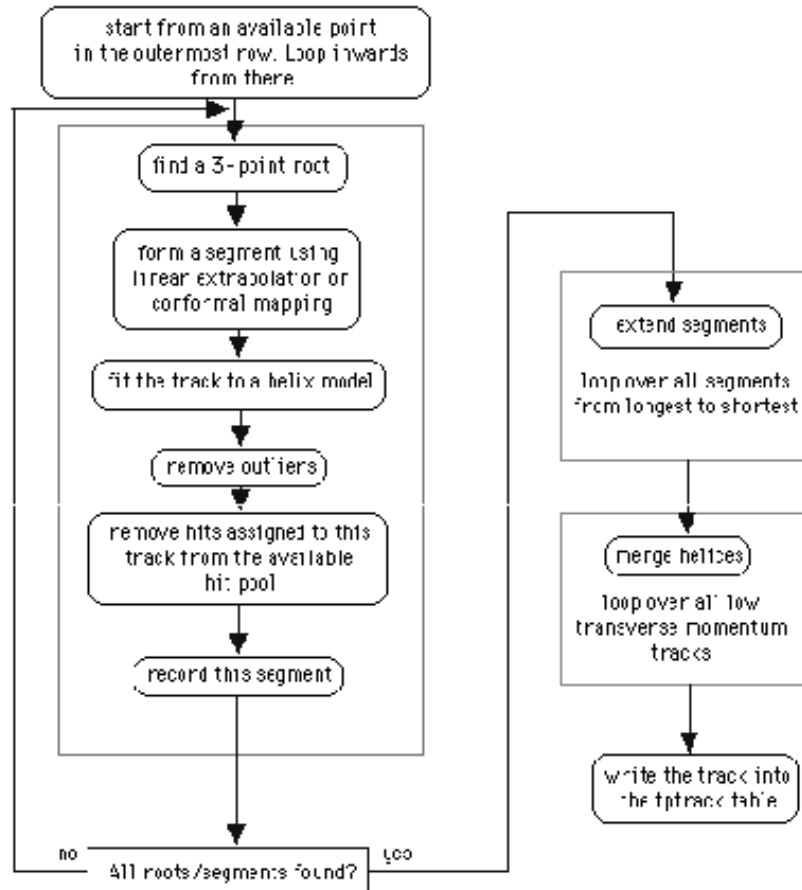 start from an available point
in the outermost row. Loop inwards
from there
find a 3-point root
form a segment using
linear extrapolation or
conformal mapping
fit the track to a helix model
remove outliers
remove hits assigned to this
track from the available
hit pool
record this segment
no
All roots/segments found?
yes
extend segments
loop over all segments
from longest to shortest
merge helices
loop over all low
transverse momentum
tracks
write the track into
the tptrack table